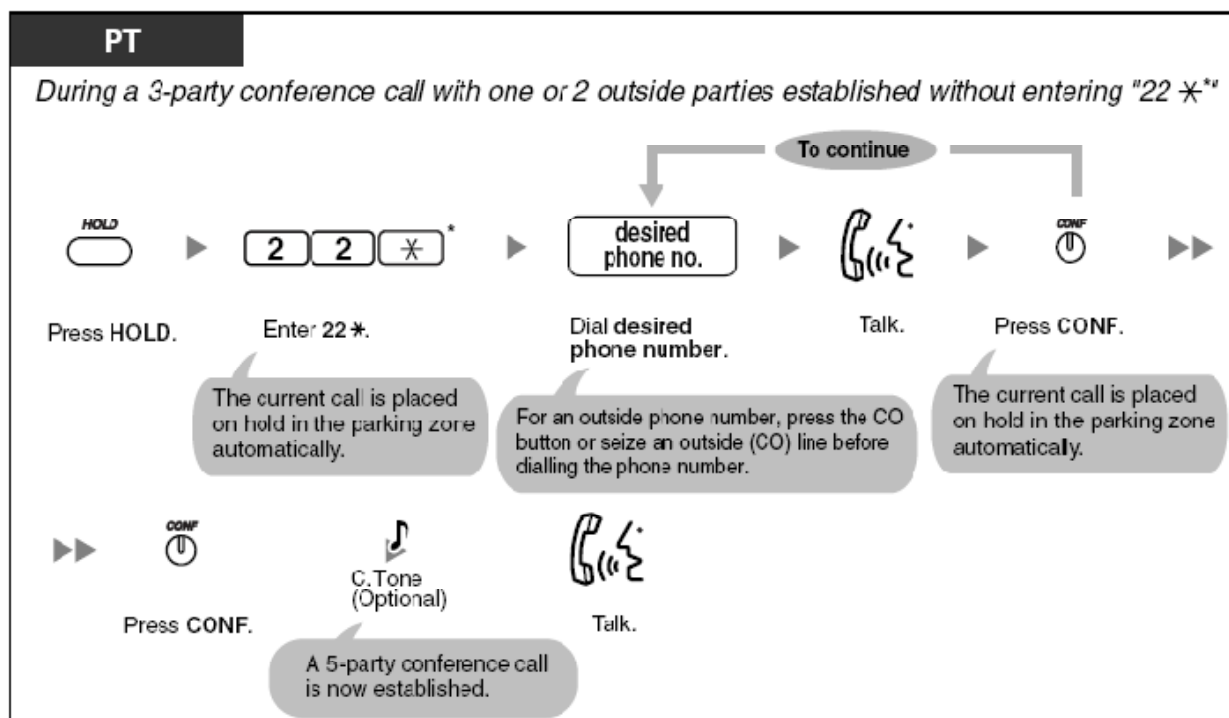 PT
During a 3-party conference call with one or 2 outside parties established without entering "22 ✳*"
To continue
HOLD
2 2 ✳ *
desired
phone no.
CONF
Press HOLD.
Enter 22 ✳.
Dial desired
phone number.
Talk.
Press CONF.
The current call is placed
on hold in the parking zone
automatically.
For an outside phone number, press the CO
button or seize an outside (CO) line before
dialling the phone number.
The current call is placed
on hold in the parking zone
automatically.
CONF
C.Tone
(Optional)
Press CONF.
Talk.
A 5-party conference call
is now established.